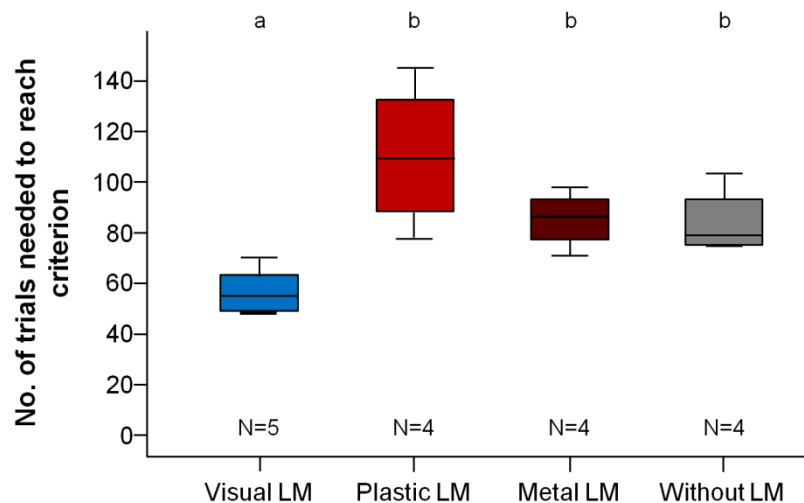 a b b b
No. of trials needed to reach
criterion
140
120
100
80
60
40
20
0
N=5 N=4 N=4 N=4
Visual LM Plastic LM Metal LM Without LM